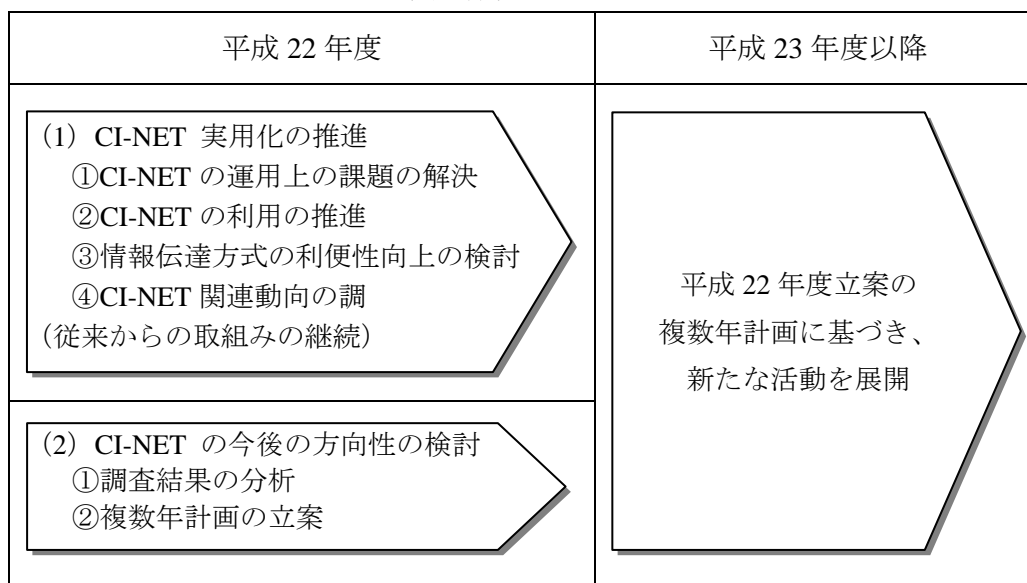 平成 22 年度
平成 23 年度以降
(1) CI-NET 実用化の推進
①CI-NET の運用上の課題の解決
②CI-NET の利用の推進
③情報伝達方式の利便性向上の検討
④CI-NET 関連動向の調
(従来からの取組みの継続)
(2) CI-NET の今後の方向性の検討
①調査結果の分析
②複数年計画の立案
平成 22 年度立案の
複数年計画に基づき、
新たな活動を展開